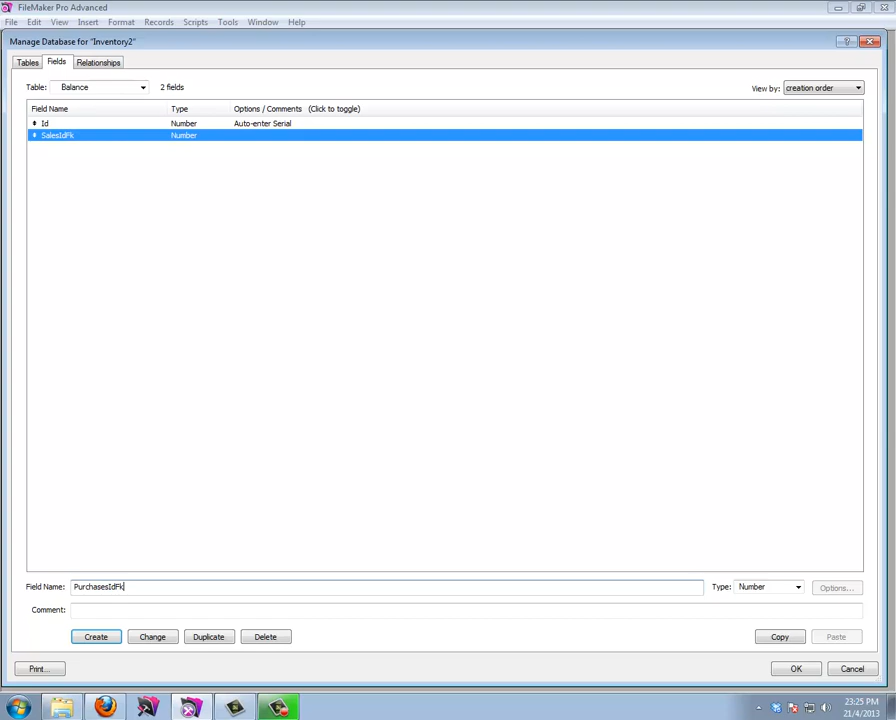 FileMaker Pro Advanced
File Edit View Insert Format Records Scripts Tools Window Help
Manage Database for "Inventory2"
Tables Fields Relationships
Table: Balance 2 fields View by: creation order
Field Name Type Options / Comments (Click to toggle)
Id Number Auto-enter Serial
SalesIdFk Number
Field Name: PurchasesIdFk Type: Number Options...
Comment:
Create Change Duplicate Delete Copy Paste
Print... OK Cancel
23:25 PM
21/4/2013